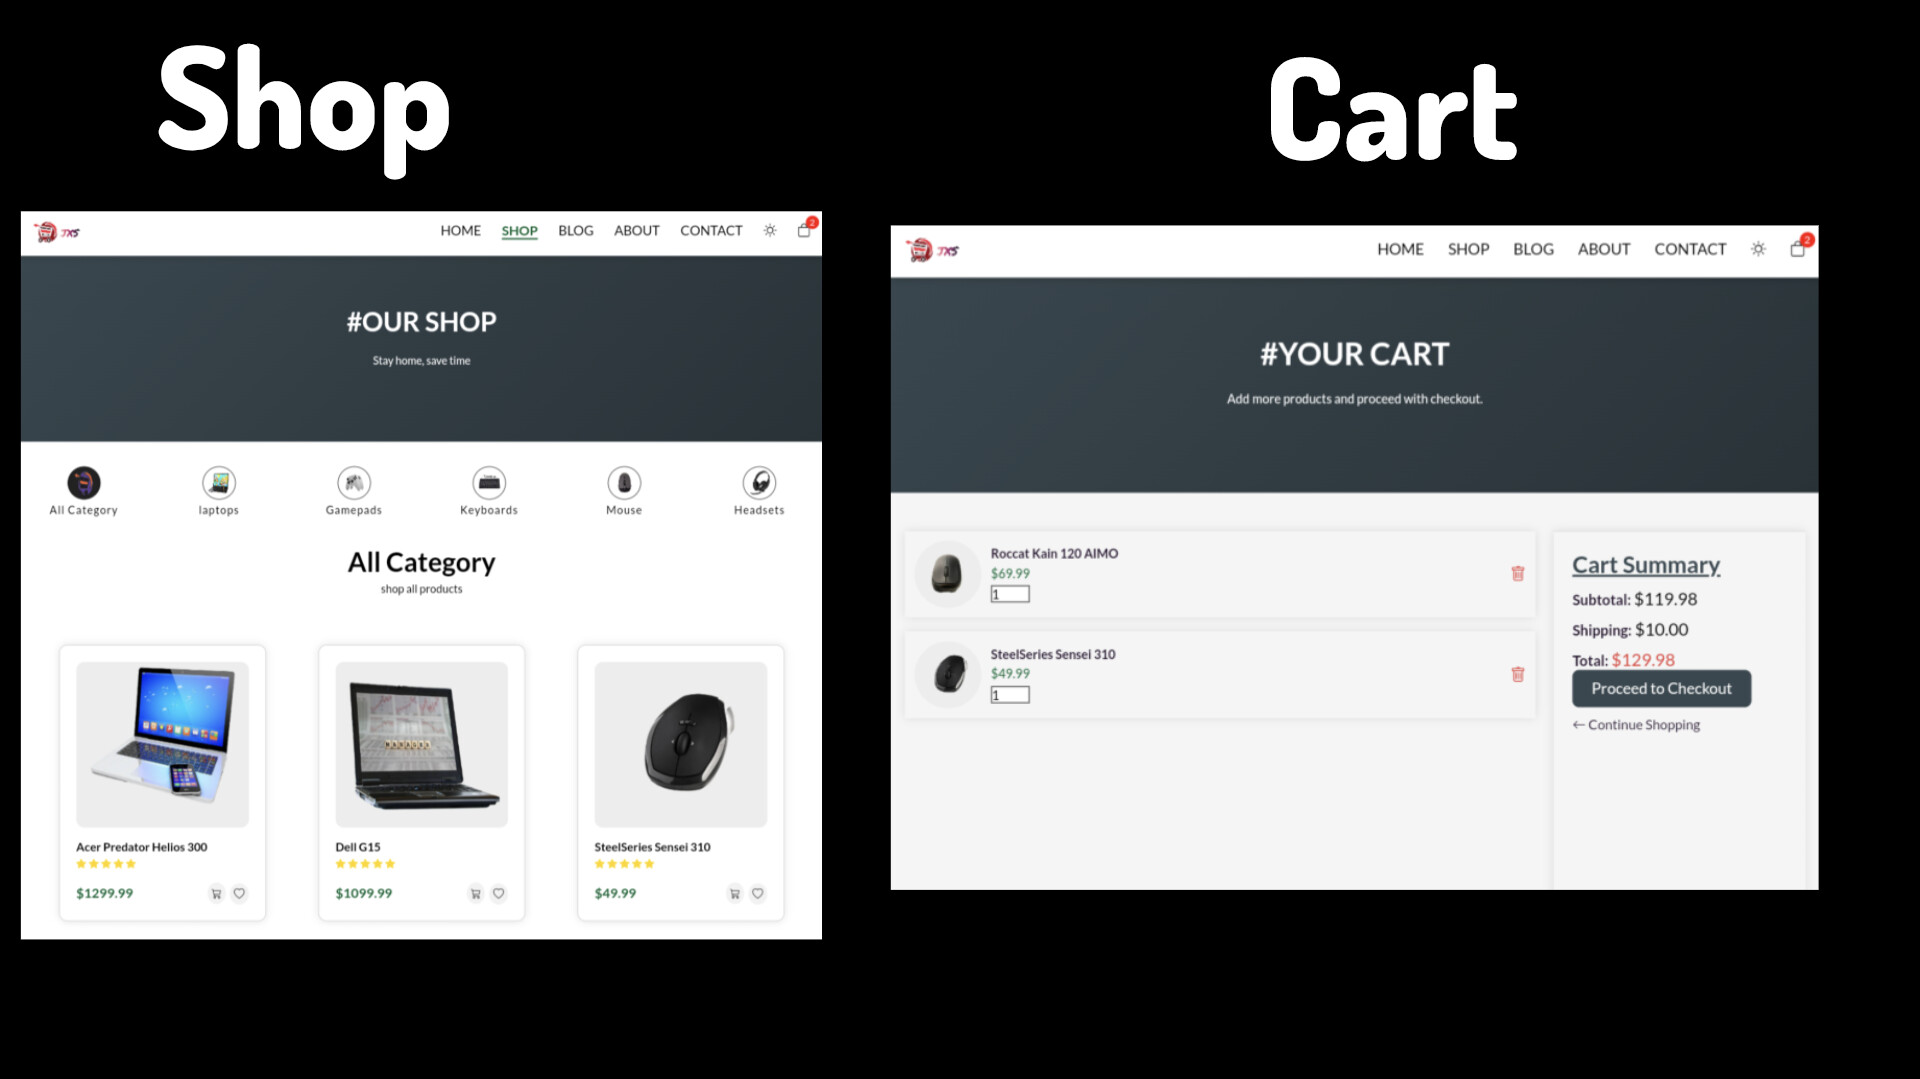 Shop
Cart
JXS
HOME SHOP BLOG ABOUT CONTACT 2
#OUR SHOP
Stay home, save time
All Category laptops Gamepads Keyboards Mouse Headsets
All Category
shop all products
Acer Predator Helios 300
$1299.99
Dell G15
$1099.99
SteelSeries Sensei 310
$49.99
JXS
HOME SHOP BLOG ABOUT CONTACT 2
#YOUR CART
Add more products and proceed with checkout.
Roccat Kain 120 AIMO
$69.99
1
SteelSeries Sensei 310
$49.99
1
Cart Summary
Subtotal: $119.98
Shipping: $10.00
Total: $129.98
Proceed to Checkout
← Continue Shopping